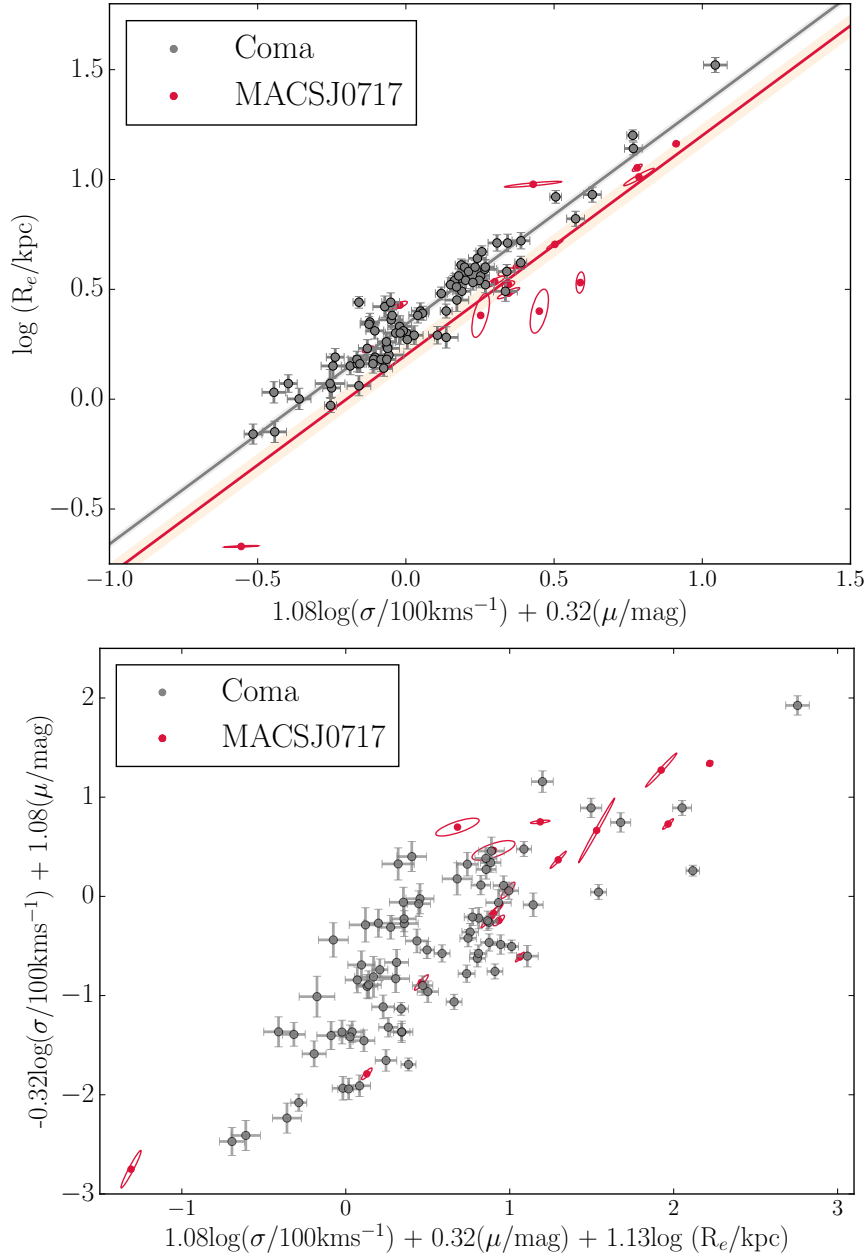 Coma
MACSJ0717
1.5
1.0
0.5
0.0
−0.5
log (Rₑ/kpc)
−1.0 −0.5 0.0 0.5 1.0 1.5
1.08log(σ/100kms⁻¹) + 0.32(μ/mag)
Coma
MACSJ0717
2
1
0
−1
−2
−3
-0.32log(σ/100kms⁻¹) + 1.08(μ/mag)
−1 0 1 2 3
1.08log(σ/100kms⁻¹) + 0.32(μ/mag) + 1.13log (Rₑ/kpc)